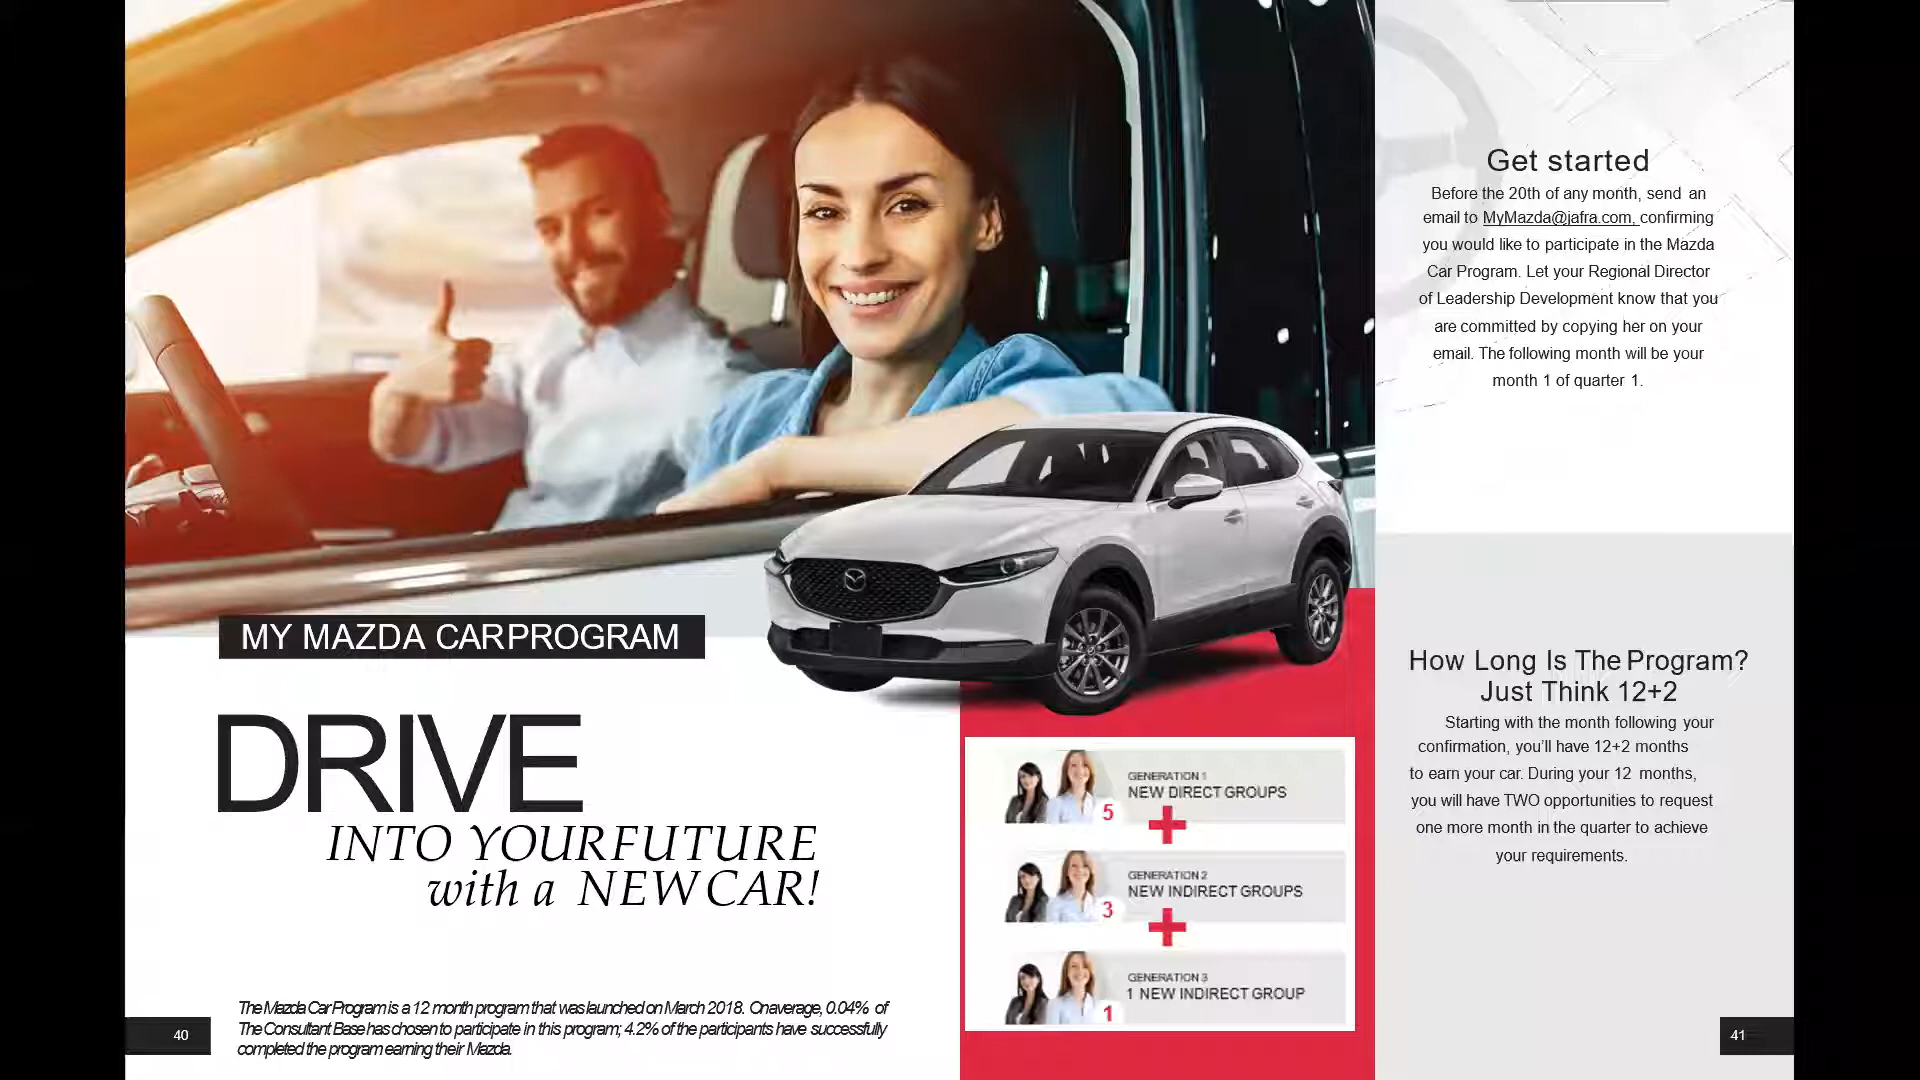 MY MAZDA CARPROGRAM
DRIVE
INTO YOURFUTURE
with a NEWCAR!
The Mazda Car Program is a 12 month program that was launched on March 2018. On average, 0.04% of
The Consultant Base has chosen to participate in this program; 4.2% of the participants have successfully
completed the program earning their Mazda.
40
GENERATION 1
NEW DIRECT GROUPS
5
GENERATION 2
NEW INDIRECT GROUPS
3
GENERATION 3
1 NEW INDIRECT GROUP
1
Get started
Before the 20th of any month, send an
email to MyMazda@jafra.com, confirming
you would like to participate in the Mazda
Car Program. Let your Regional Director
of Leadership Development know that you
are committed by copying her on your
email. The following month will be your
month 1 of quarter 1.
How Long Is The Program?
Just Think 12+2
Starting with the month following your
confirmation, you'll have 12+2 months
to earn your car. During your 12 months,
you will have TWO opportunities to request
one more month in the quarter to achieve
your requirements.
41